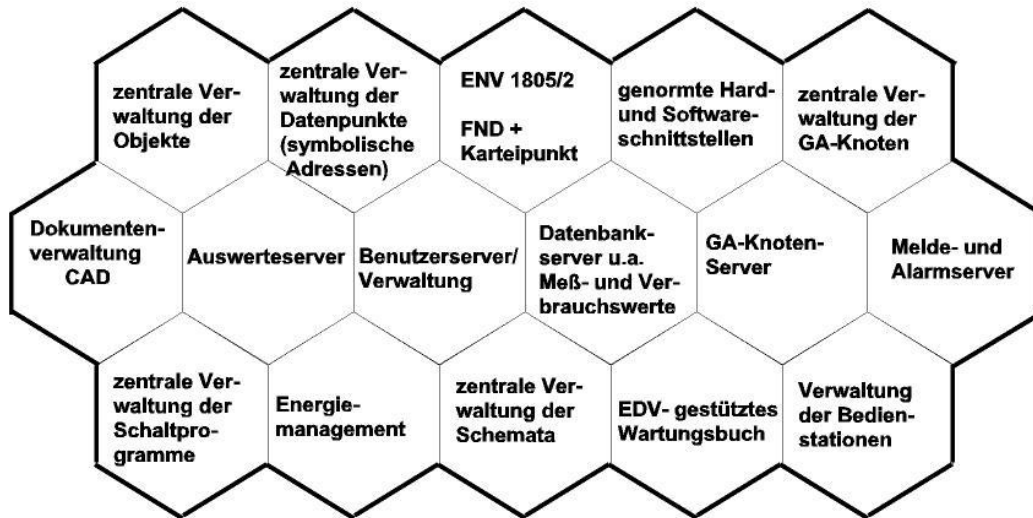 zentrale Ver-
waltung der
Objekte
zentrale Ver-
waltung der
Datenpunkte
(symbolische
Adressen)
ENV 1805/2
FND +
Karteipunkt
genormte Hard-
und Software-
schnittstellen
zentrale Ver-
waltung der
GA-Knoten
Dokumenten-
verwaltung
CAD
Auswerteserver
Benutzerserver/
Verwaltung
Datenbank-
server u.a.
Meß- und Ver-
brauchswerte
GA-Knoten-
Server
Melde- und
Alarmserver
zentrale Ver-
waltung der
Schaltpro-
gramme
Energie-
management
zentrale Ver-
waltung der
Schemata
EDV- gestütztes
Wartungsbuch
Verwaltung
der Bedien-
stationen